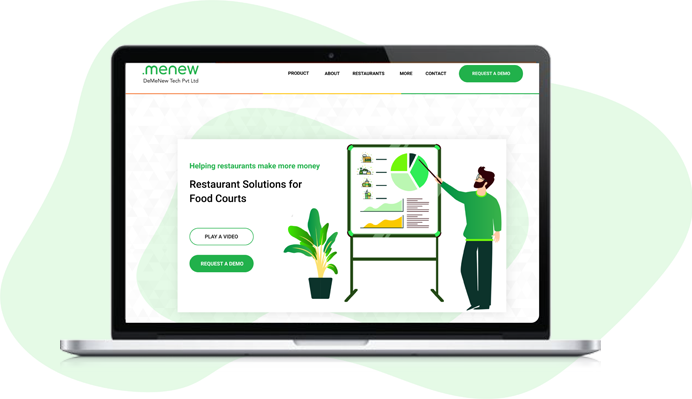 .menew
DeMeNew Tech Pvt Ltd
PRODUCT
ABOUT
RESTAURANTS
MORE
CONTACT
REQUEST A DEMO
Helping restaurants make more money
Restaurant Solutions for
Food Courts
PLAY A VIDEO
REQUEST A DEMO